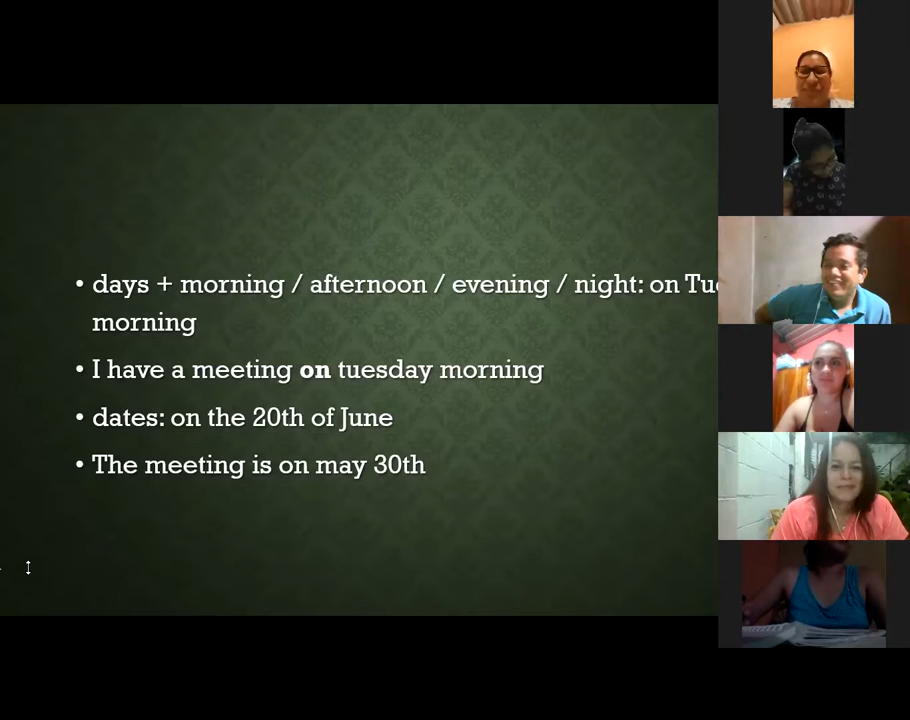 • days + morning / afternoon / evening / night: on
morning
• I have a meeting on tuesday morning
• dates: on the 20th of June
• The meeting is on may 30th